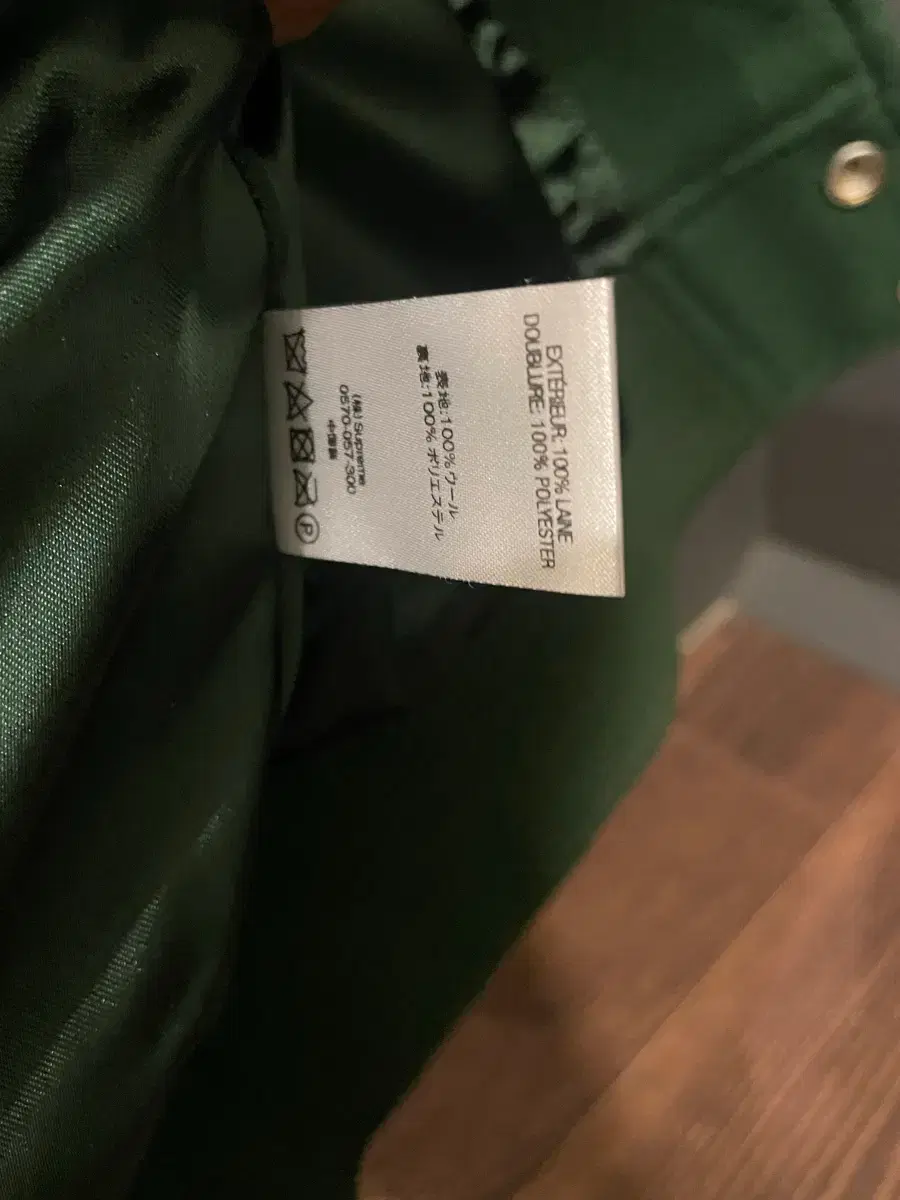 EXTÉRIEUR: 100% LAINE
DOUBLURE: 100% POLYESTER
表地:100% ウール
裏地:100% ポリエステル
(株) Supreme
0570-057-300
中国製
P